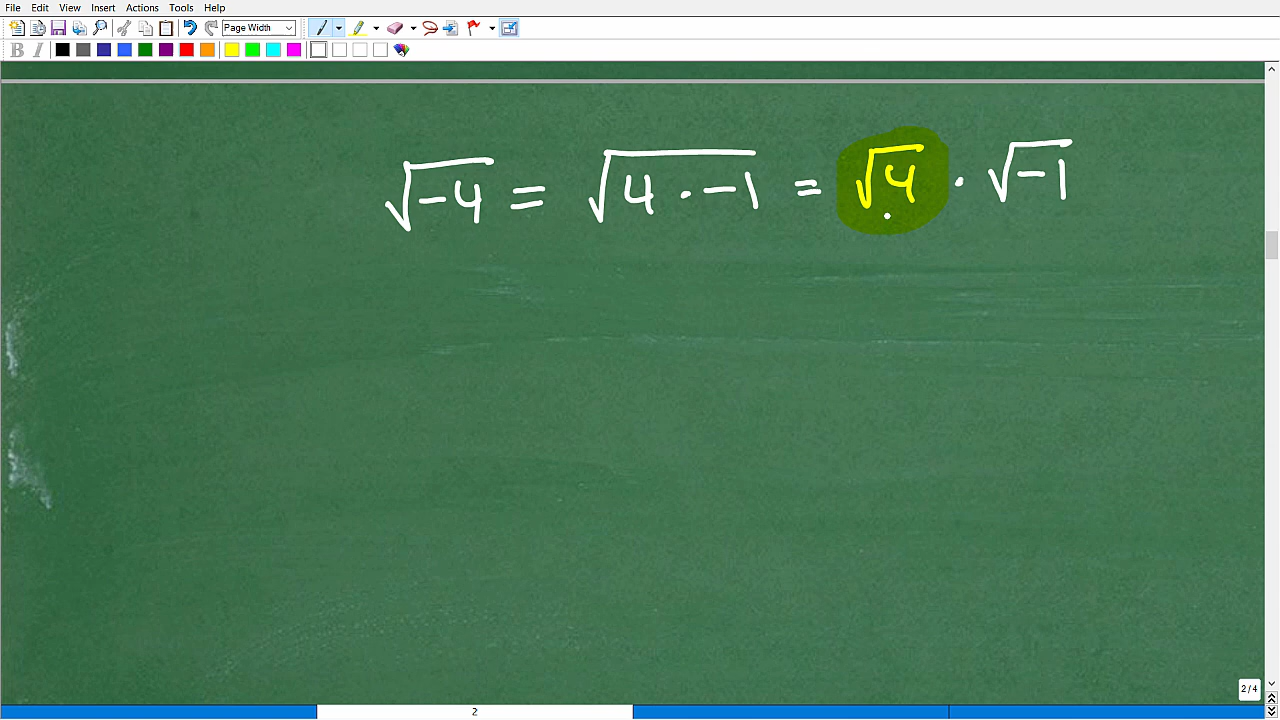 File Edit View Insert Actions Tools Help
Page Width
B I
√-4 = √4 · -1 = √4 · √-1
2 / 4
2